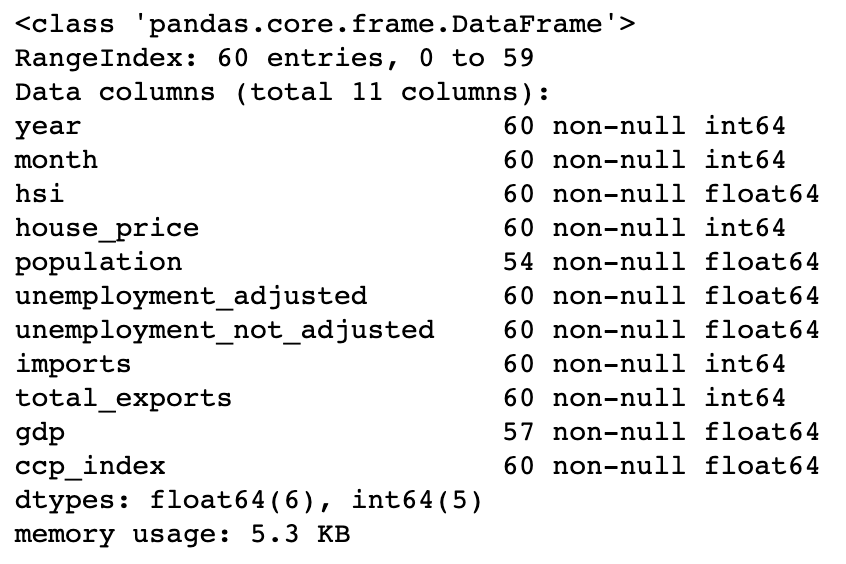 <class 'pandas.core.frame.DataFrame'>
RangeIndex: 60 entries, 0 to 59
Data columns (total 11 columns):
year                         60 non-null int64
month                        60 non-null int64
hsi                          60 non-null float64
house_price                  60 non-null int64
population                   54 non-null float64
unemployment_adjusted        60 non-null float64
unemployment_not_adjusted    60 non-null float64
imports                      60 non-null int64
total_exports                60 non-null int64
gdp                          57 non-null float64
ccp_index                    60 non-null float64
dtypes: float64(6), int64(5)
memory usage: 5.3 KB